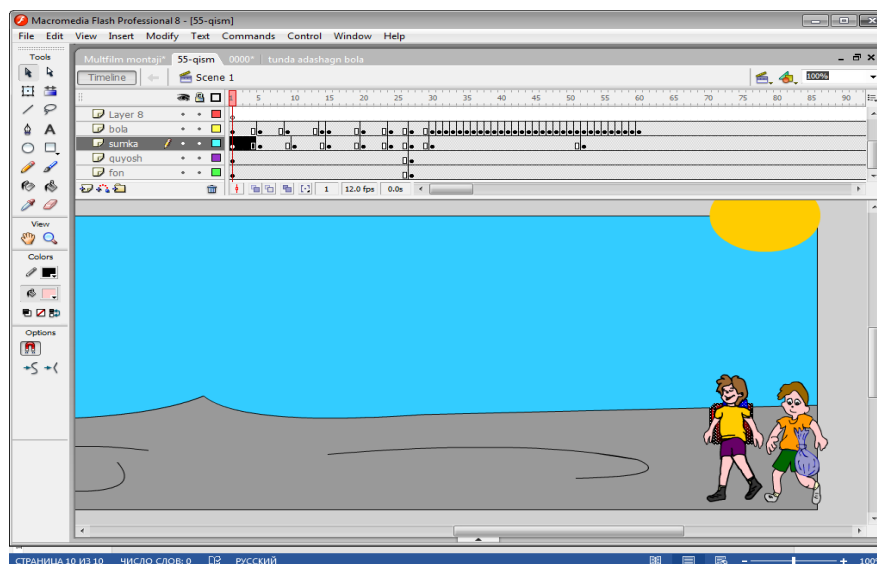 Macromedia Flash Professional 8 - [55-qism]
File Edit View Insert Modify Text Commands Control Window Help
Tools
Multfilm montaji* 55-qism 0000* tunda adashagn bola
Timeline Scene 1 100%
5 10 15 20 25 30 35 40 45 50 55 60 65 70 75 80 85 90
Layer 8
bola
sumka
quyosh
fon
1 12.0 fps 0.0s
View
Colors
Options
СТРАНИЦА 10 ИЗ 10 ЧИСЛО СЛОВ: 0 РУССКИЙ 100%